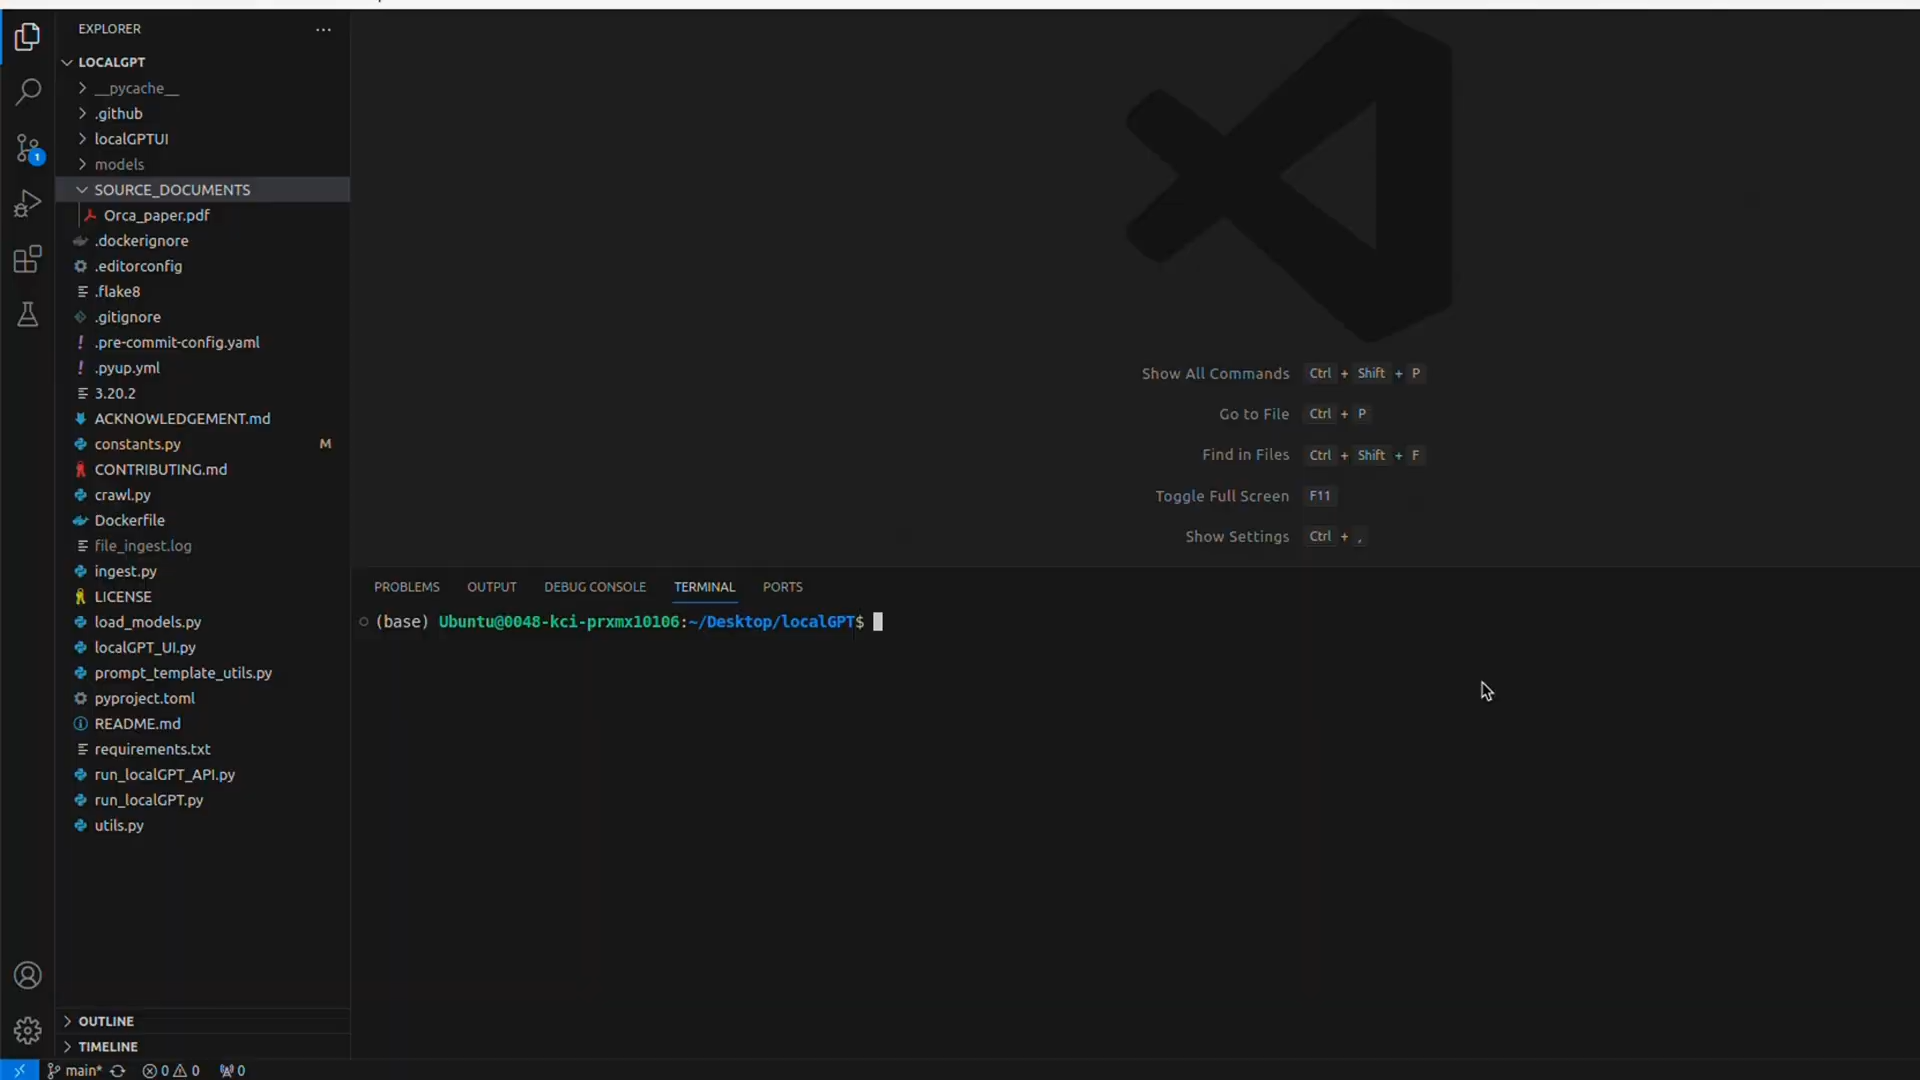 EXPLORER
LOCALGPT
__pycache__
.github
localGPTUI
models
SOURCE_DOCUMENTS
Orca_paper.pdf
.dockerignore
.editorconfig
.flake8
.gitignore
.pre-commit-config.yaml
.pyup.yml
3.20.2
ACKNOWLEDGEMENT.md
constants.py M
CONTRIBUTING.md
crawl.py
Dockerfile
file_ingest.log
ingest.py
LICENSE
load_models.py
localGPT_UI.py
prompt_template_utils.py
pyproject.toml
README.md
requirements.txt
run_localGPT_API.py
run_localGPT.py
utils.py
OUTLINE
TIMELINE
1
Show All Commands Ctrl + Shift + P
Go to File Ctrl + P
Find in Files Ctrl + Shift + F
Toggle Full Screen F11
Show Settings Ctrl + ,
PROBLEMS OUTPUT DEBUG CONSOLE TERMINAL PORTS
(base) Ubuntu@0048-kci-prxmx10106:~/Desktop/localGPT$
main* 0 0 0